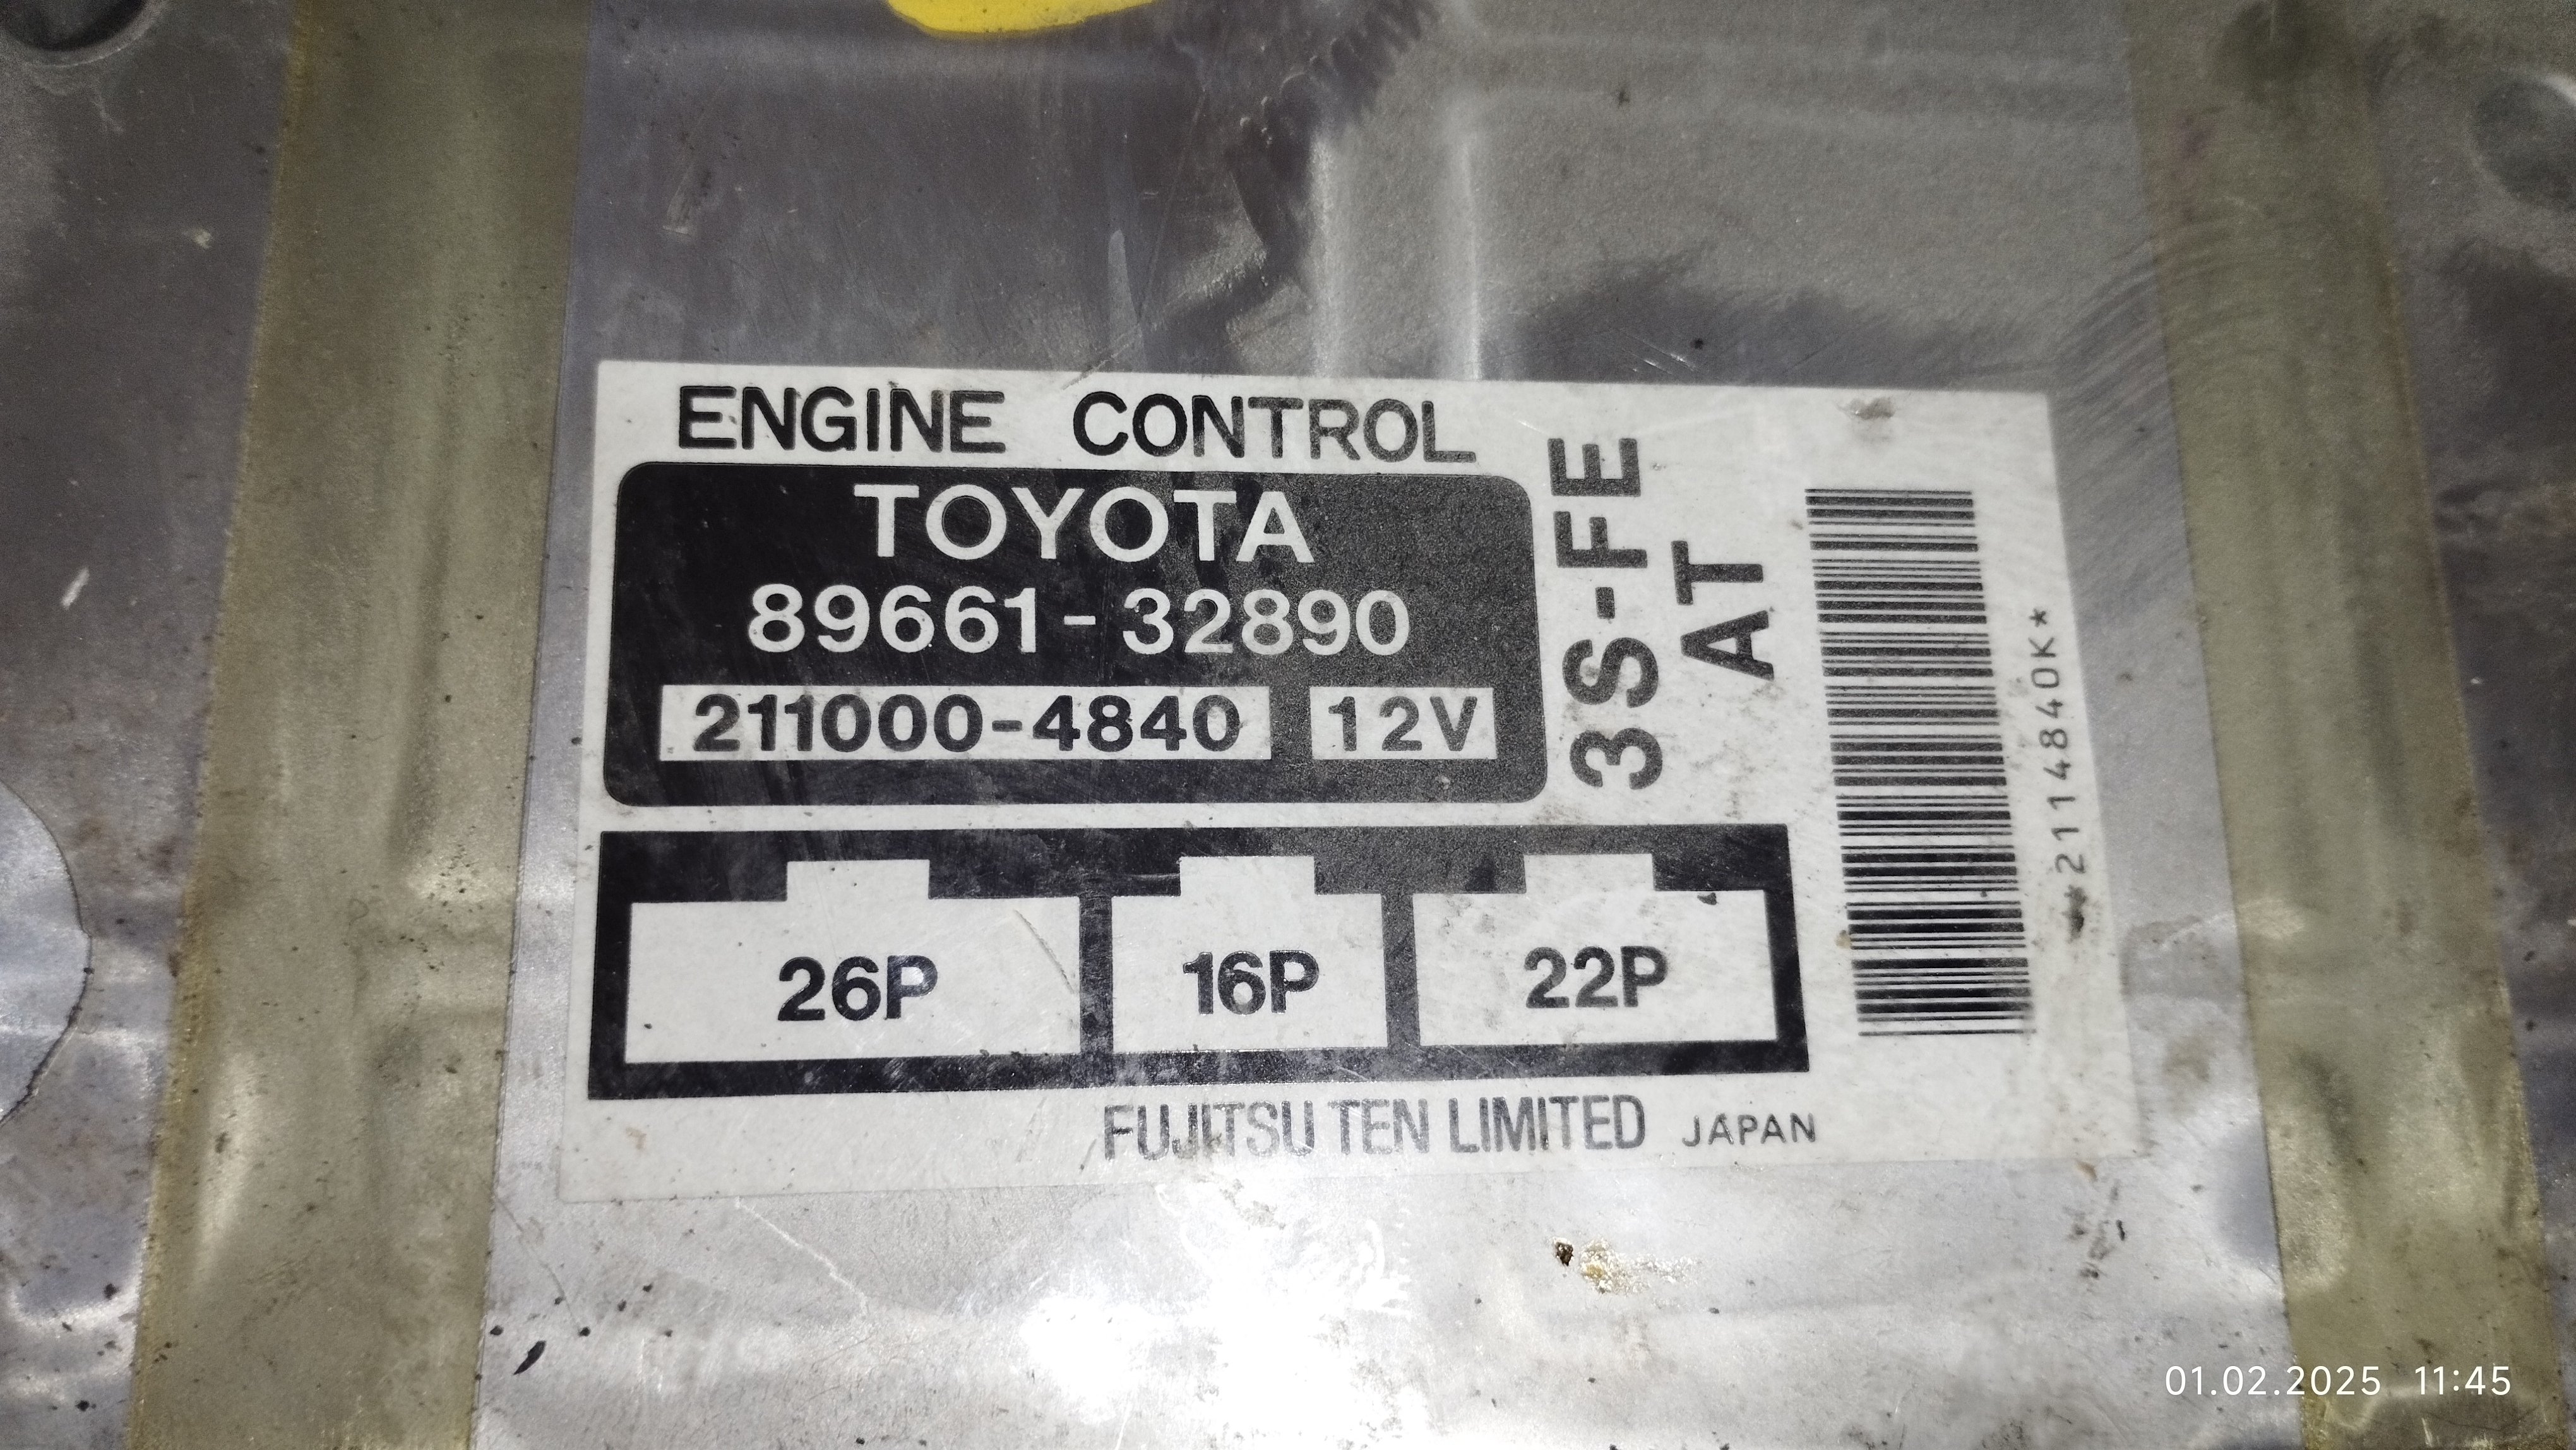 ENGINE CONTROL
TOYOTA
89661-32890
211000-4840 12V
3S-FE
AT
**2114840K*
26P 16P 22P
FUJITSU TEN LIMITED JAPAN
01.02.2025 11:45